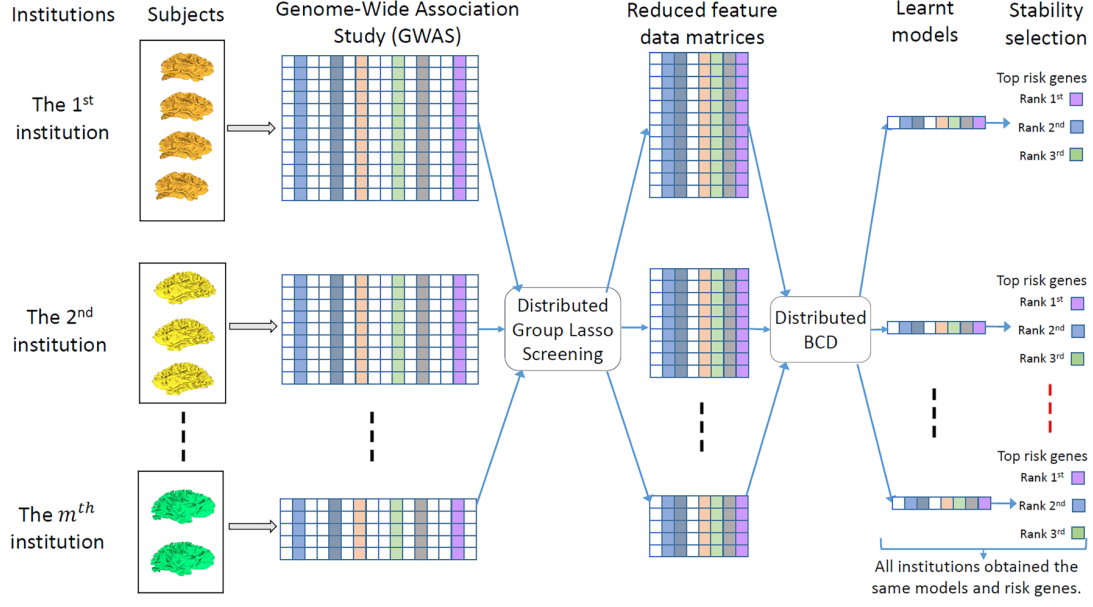 Institutions
Subjects
Genome-Wide Association
Study (GWAS)
Reduced feature
data matrices
Learnt
models
Stability
selection
The 1st
institution
Top risk genes
Rank 1st
Rank 2nd
Rank 3rd
The 2nd
institution
Distributed
Group Lasso
Screening
Distributed
BCD
Top risk genes
Rank 1st
Rank 2nd
Rank 3rd
The mth
institution
Top risk genes
Rank 1st
Rank 2nd
Rank 3rd
All institutions obtained the
same models and risk genes.